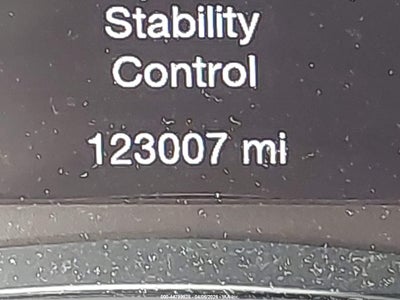 Stability
Control
123007 mi